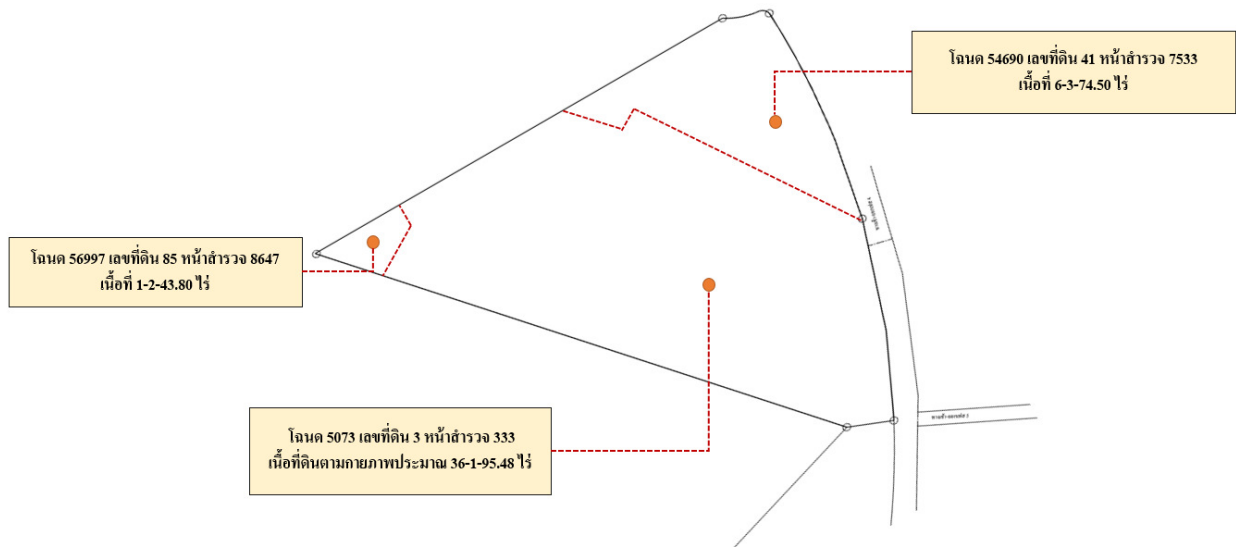 โฉนด 54690 เลขที่ดิน 41 หน้าสำรวจ 7533
เนื้อที่ 6-3-74.50 ไร่
โฉนด 56997 เลขที่ดิน 85 หน้าสำรวจ 8647
เนื้อที่ 1-2-43.80 ไร่
โฉนด 5073 เลขที่ดิน 3 หน้าสำรวจ 333
เนื้อที่ดินตามกายภาพประมาณ 36-1-95.48 ไร่